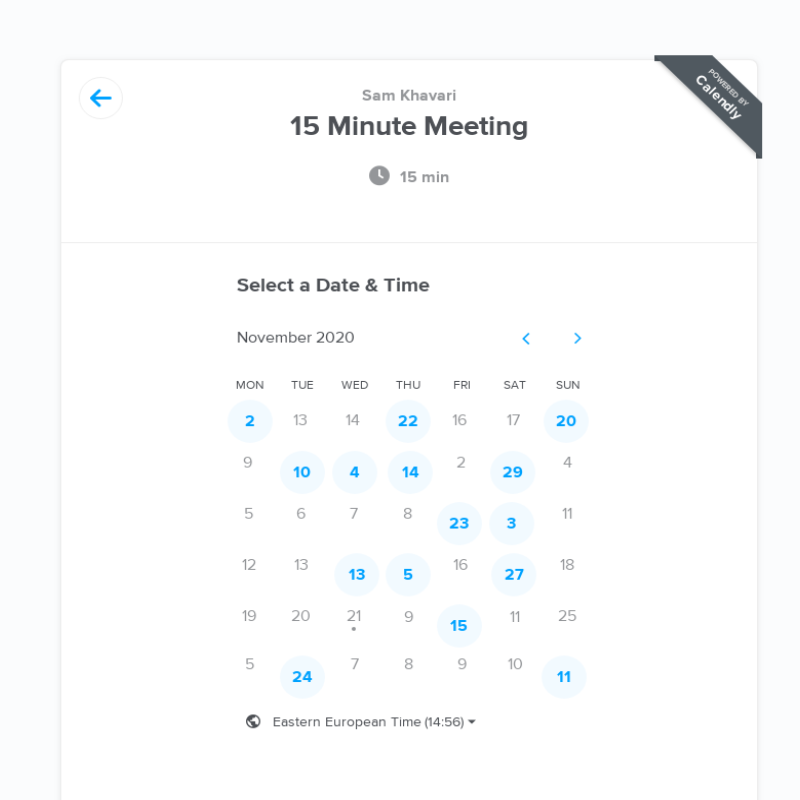 POWERED BY
Calendly
Sam Khavari
15 Minute Meeting
15 min
Select a Date & Time
November 2020
MON TUE WED THU FRI SAT SUN
2 13 14 22 16 17 20
9 10 4 14 2 29 4
5 6 7 8 23 3 11
12 13 13 5 16 27 18
19 20 21 9 15 11 25
5 24 7 8 9 10 11
Eastern European Time (14:56)